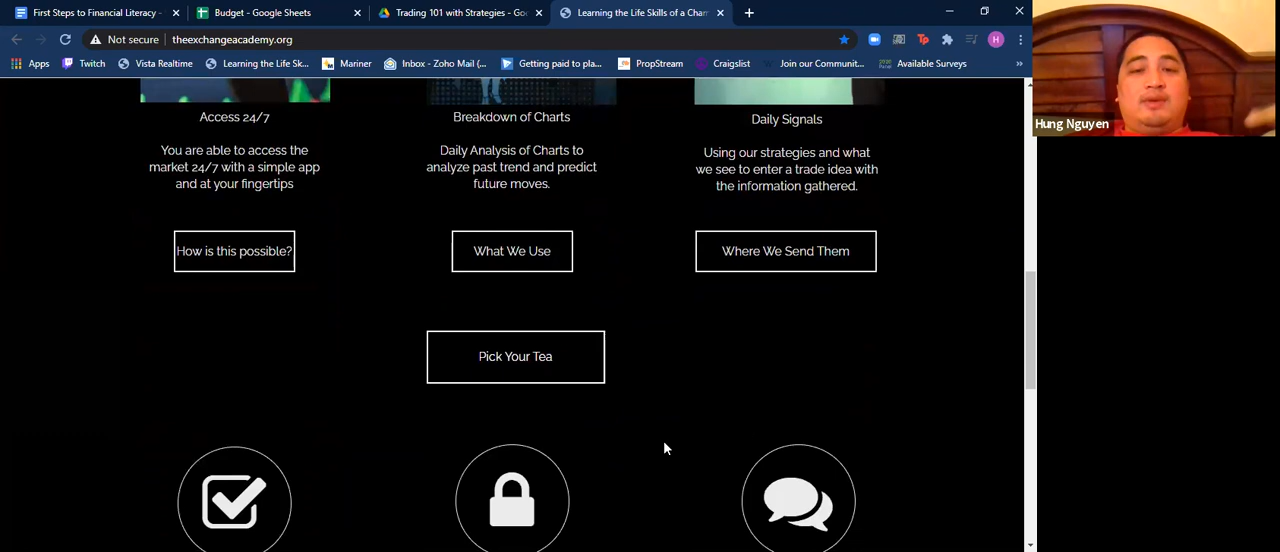 First Steps to Financial Literacy -
Budget - Google Sheets
Trading 101 with Strategies - Goo
Learning the Life Skills of a Cham
Not secure
theexchangeacademy.org
Apps
Twitch
Vista Realtime
Learning the Life Sk...
Mariner
Inbox - Zoho Mail (...
Getting paid to pla...
PropStream
Craigslist
Join our Communit...
Available Surveys
»
Hung Nguyen
Access 24/7
Breakdown of Charts
Daily Signals
You are able to access the
market 24/7 with a simple app
and at your fingertips
Daily Analysis of Charts to
analyze past trend and predict
future moves.
Using our strategies and what
we see to enter a trade idea with
the information gathered.
How is this possible?
What We Use
Where We Send Them
Pick Your Tea